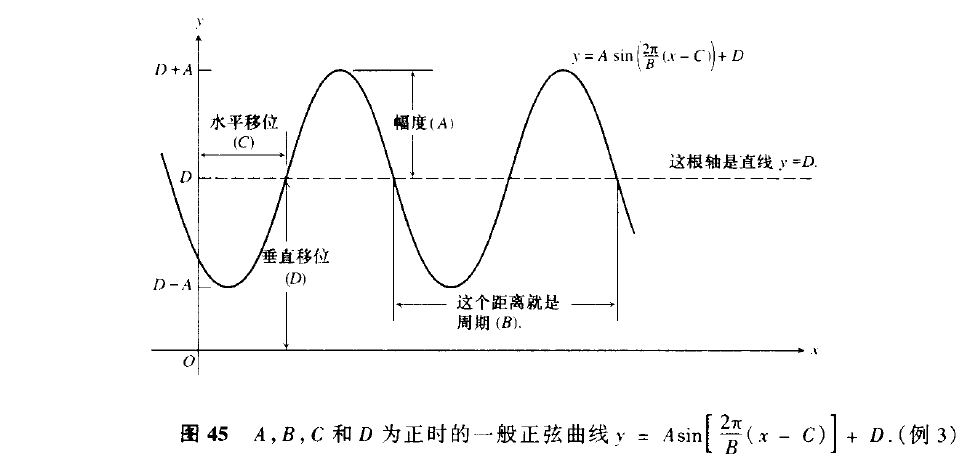 y
y = A sin(2π/B (x − C)) + D
D + A
水平移位
(C)
幅度(A)
这根轴是直线 y = D.
D
垂直移位
(D)
D − A
这个距离就是
周期(B).
O
x
图 45 A,B,C 和 D 为正时的一般正弦曲线 y = Asin[2π/B (x − C)] + D.(例 3)